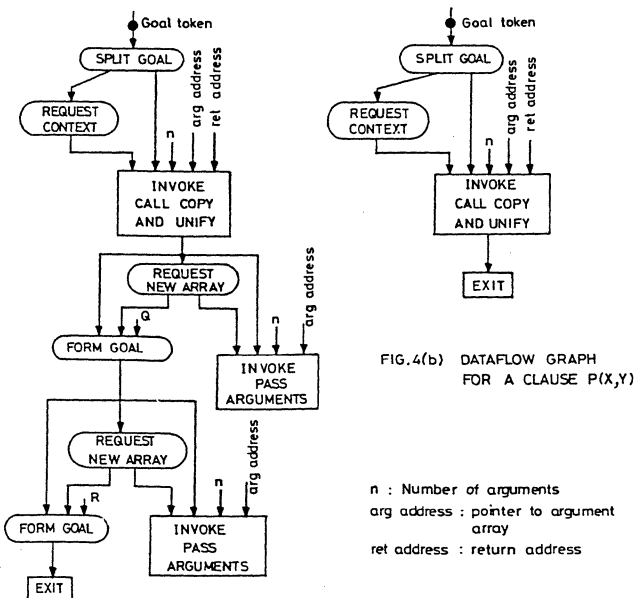 Goal token
SPLIT GOAL
REQUEST
CONTEXT
n
arg address
ret address
INVOKE
CALL COPY
AND UNIFY
REQUEST
NEW ARRAY
Q
n
arg address
FORM GOAL
INVOKE
PASS
ARGUMENTS
REQUEST
NEW ARRAY
R
n
arg address
FORM GOAL
INVOKE
PASS
ARGUMENTS
EXIT
Goal token
SPLIT GOAL
REQUEST
CONTEXT
n
arg address
ret address
INVOKE
CALL COPY
AND UNIFY
EXIT
FIG.4(b) DATAFLOW GRAPH
FOR A CLAUSE P(X,Y)
n : Number of arguments
arg address : pointer to argument
array
ret address : return address